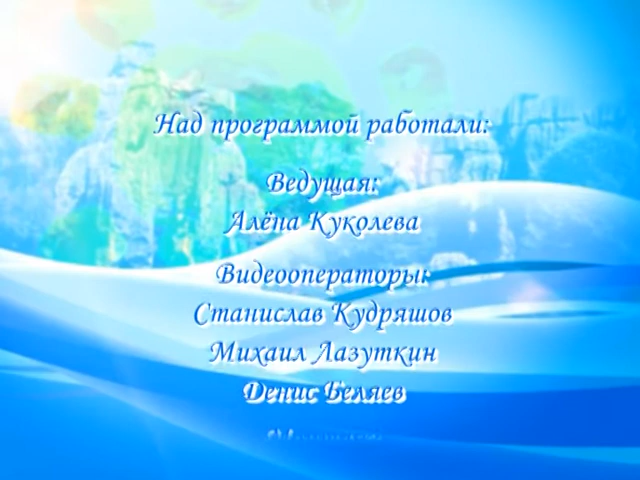 Над программой работали:
Ведущая:
Алёна Куколева
Видеооператоры:
Станислав Кудряшов
Михаил Лазуткин
Денис Беляев